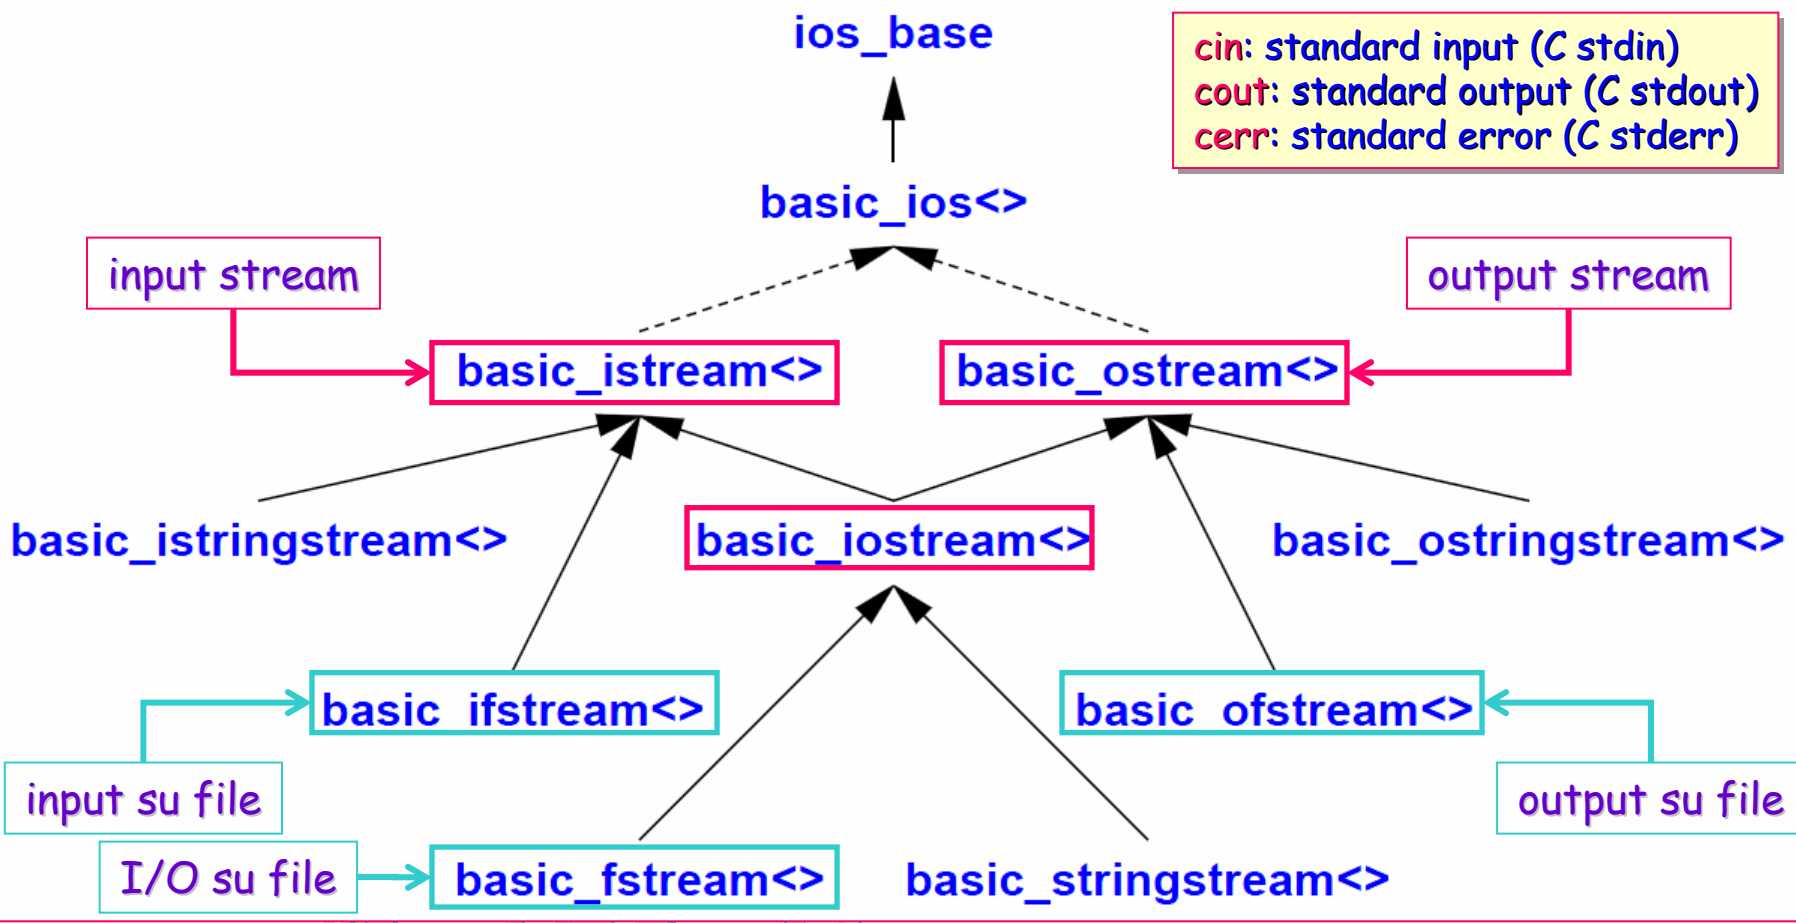 ios_base
cin: standard input (C stdin)
cout: standard output (C stdout)
cerr: standard error (C stderr)
basic_ios<>
input stream
output stream
basic_istream<>
basic_ostream<>
basic_istringstream<>
basic_iostream<>
basic_ostringstream<>
basic_ifstream<>
basic_ofstream<>
input su file
output su file
I/O su file
basic_fstream<>
basic_stringstream<>